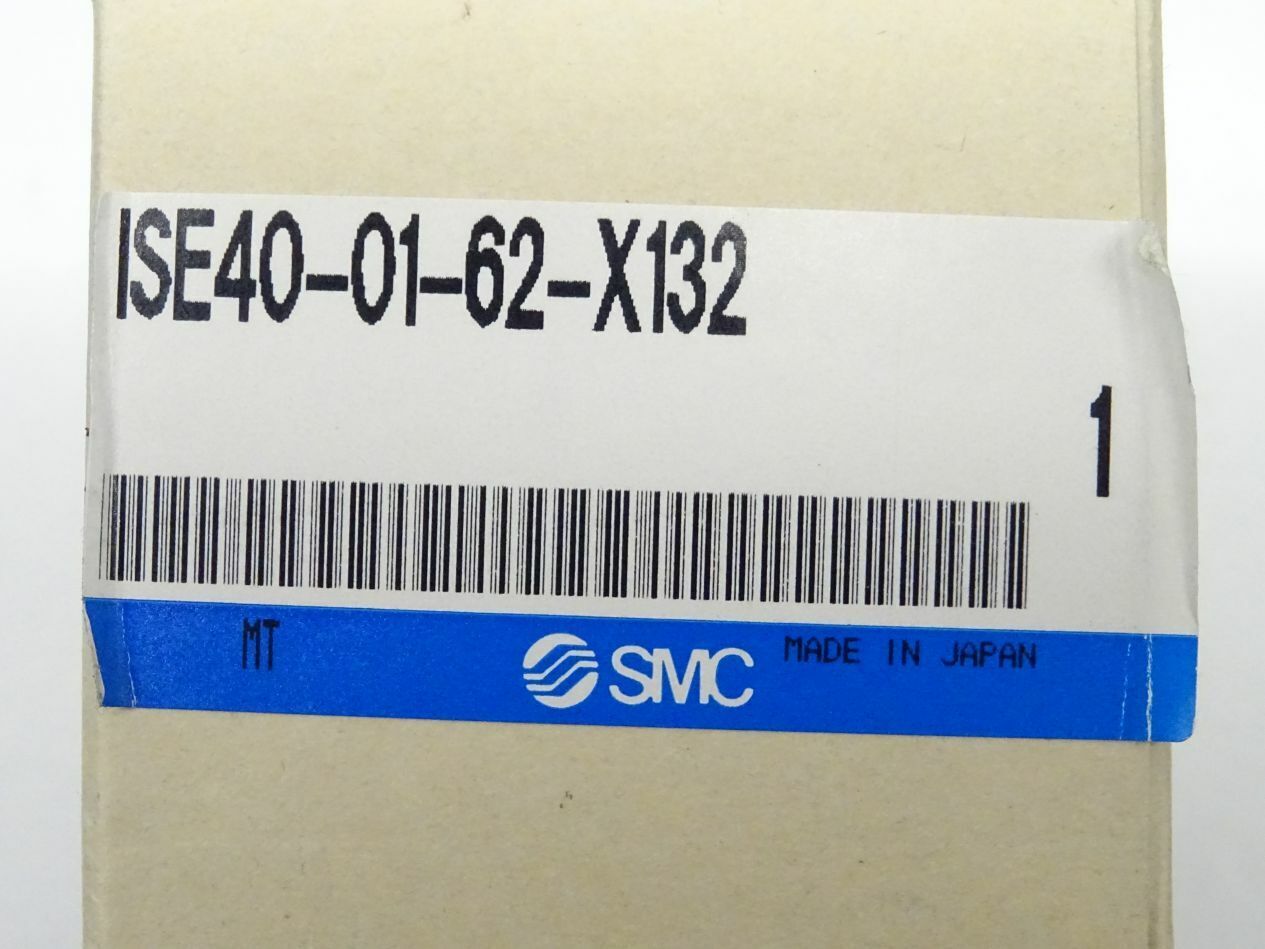 ISE40-01-62-X132
1
MT
SMC
MADE IN JAPAN